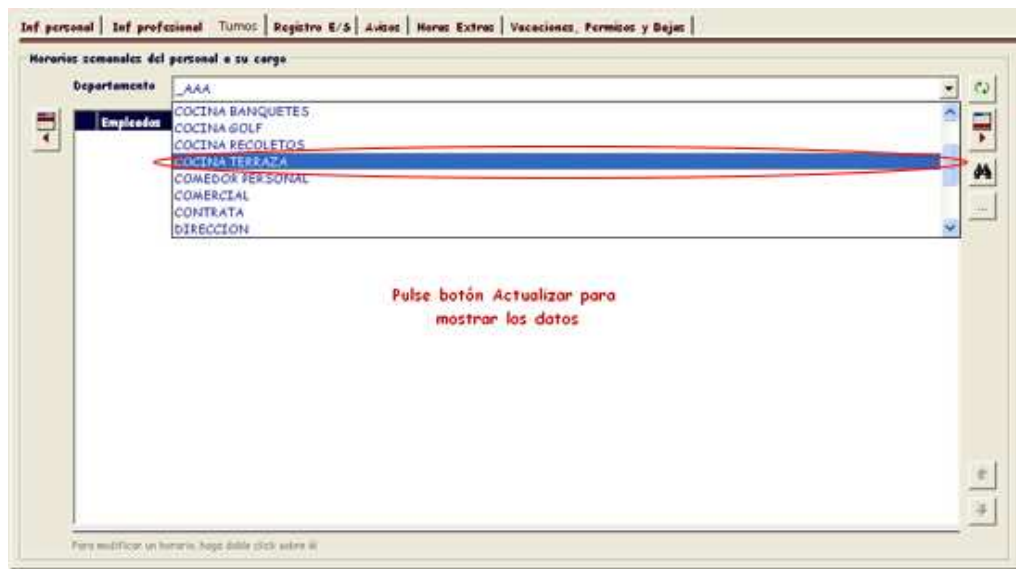 Inf personal Inf profesional Turnos Registro E/S Avisos Horas Extras Vacaciones, Permisos y Bajas
Horarios semanales del personal a su cargo
Departamento _AAA
Empleados
COCINA BANQUETES
COCINA GOLF
COCINA RECOLETOS
COCINA TERRAZA
COMEDOR PERSONAL
COMERCIAL
CONTRATA
DIRECCION
...
Pulse botón Actualizar para
mostrar los datos
Para modificar un horario, haga doble click sobre él